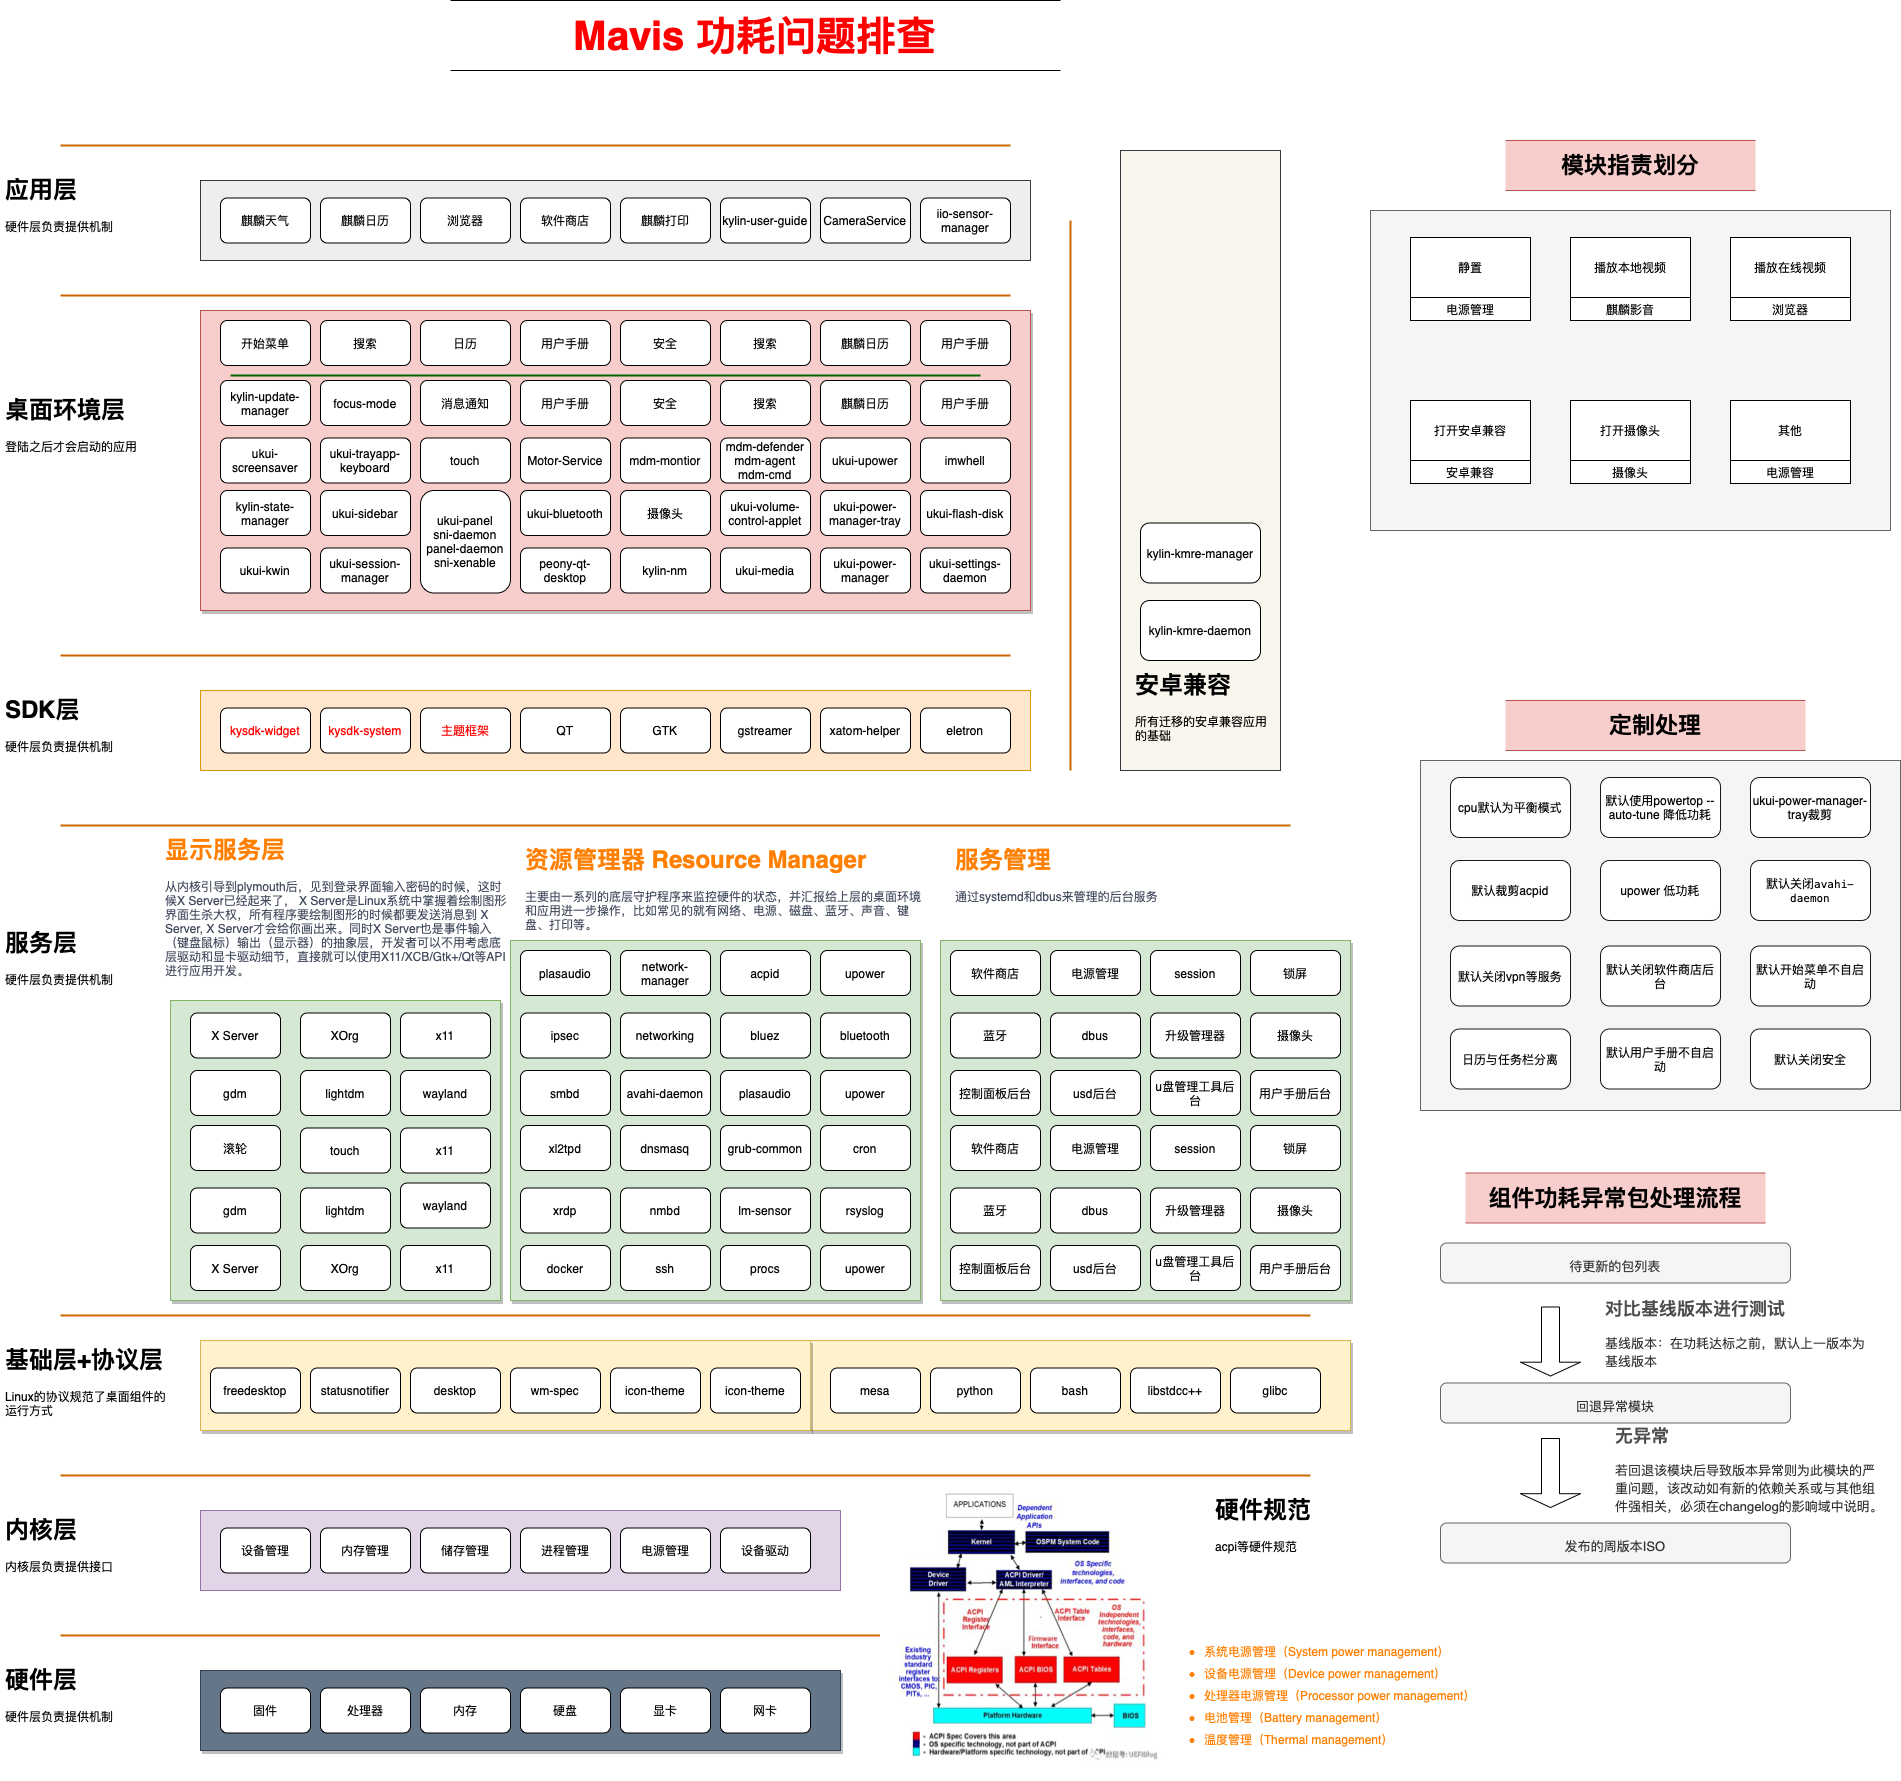 Mavis 功耗问题排查
应用层
硬件层负责提供机制
麒麟天气
麒麟日历
浏览器
软件商店
麒麟打印
kylin-user-guide
CameraService
iio-sensor-
manager
桌面环境层
登陆之后才会启动的应用
开始菜单
搜索
日历
用户手册
安全
搜索
麒麟日历
用户手册
kylin-update-
manager
focus-mode
消息通知
用户手册
安全
搜索
麒麟日历
用户手册
ukui-
screensaver
ukui-trayapp-
keyboard
touch
Motor-Service
mdm-montior
mdm-defender
mdm-agent
mdm-cmd
ukui-upower
imwhell
kylin-state-
manager
ukui-sidebar
ukui-panel
sni-daemon
panel-daemon
sni-xenable
ukui-bluetooth
摄像头
ukui-volume-
control-applet
ukui-power-
manager-tray
ukui-flash-disk
ukui-kwin
ukui-session-
manager
peony-qt-
desktop
kylin-nm
ukui-media
ukui-power-
manager
ukui-settings-
daemon
SDK层
硬件层负责提供机制
kysdk-widget
kysdk-system
主题框架
QT
GTK
gstreamer
xatom-helper
eletron
kylin-kmre-manager
kylin-kmre-daemon
安卓兼容
所有迁移的安卓兼容应用
的基础
服务层
硬件层负责提供机制
显示服务层
从内核引导到plymouth后，见到登录界面输入密码的时候，这时
候X Server已经起来了， X Server是Linux系统中掌握着绘制图形
界面生杀大权，所有程序要绘制图形的时候都要发送消息到 X
Server, X Server才会给你画出来。同时X Server也是事件输入
（键盘鼠标）输出（显示器）的抽象层，开发者可以不用考虑底
层驱动和显卡驱动细节，直接就可以使用X11/XCB/Gtk+/Qt等API
进行应用开发。
X Server
XOrg
x11
gdm
lightdm
wayland
滚轮
touch
x11
gdm
lightdm
wayland
X Server
XOrg
x11
资源管理器 Resource Manager
主要由一系列的底层守护程序来监控硬件的状态，并汇报给上层的桌面环境
和应用进一步操作，比如常见的就有网络、电源、磁盘、蓝牙、声音、键
盘、打印等。
plasaudio
network-
manager
acpid
upower
ipsec
networking
bluez
bluetooth
smbd
avahi-daemon
plasaudio
upower
xl2tpd
dnsmasq
grub-common
cron
xrdp
nmbd
lm-sensor
rsyslog
docker
ssh
procs
upower
服务管理
通过systemd和dbus来管理的后台服务
软件商店
电源管理
session
锁屏
蓝牙
dbus
升级管理器
摄像头
控制面板后台
usd后台
u盘管理工具后
台
用户手册后台
软件商店
电源管理
session
锁屏
蓝牙
dbus
升级管理器
摄像头
控制面板后台
usd后台
u盘管理工具后
台
用户手册后台
基础层+协议层
Linux的协议规范了桌面组件的
运行方式
freedesktop
statusnotifier
desktop
wm-spec
icon-theme
icon-theme
mesa
python
bash
libstdcc++
glibc
内核层
内核层负责提供接口
设备管理
内存管理
储存管理
进程管理
电源管理
设备驱动
硬件层
硬件层负责提供机制
固件
处理器
内存
硬盘
显卡
网卡
APPLICATIONS
Dependent
Application
APIs
Kernel
OSPM System Code
OS Specific
technologies,
interfaces, and code
Device
Driver
ACPI Driver/
AML Interpreter
ACPI
Register
Interface
ACPI Table
Interface
OS
Independent
technologies,
interfaces,
code, and
hardware
Firmware
Interface
Existing
industry
standard
register
interfaces to:
CMOS, PIC,
PITs, ...
ACPI Registers
ACPI BIOS
ACPI Tables
Platform Hardware
BIOS
- ACPI Spec Covers this area
- OS specific technology, not part of ACPI
- Hardware/Platform specific technology, not part of ACPI
硬件规范
acpi等硬件规范
系统电源管理（System power management）
设备电源管理（Device power management）
处理器电源管理（Processor power management）
电池管理（Battery management）
温度管理（Thermal management）
模块指责划分
静置
电源管理
播放本地视频
麒麟影音
播放在线视频
浏览器
打开安卓兼容
安卓兼容
打开摄像头
摄像头
其他
电源管理
定制处理
cpu默认为平衡模式
默认使用powertop --
auto-tune 降低功耗
ukui-power-manager-
tray裁剪
默认裁剪acpid
upower 低功耗
默认关闭avahi-
daemon
默认关闭vpn等服务
默认关闭软件商店后
台
默认开始菜单不自启
动
日历与任务栏分离
默认用户手册不自启
动
默认关闭安全
组件功耗异常包处理流程
待更新的包列表
对比基线版本进行测试
基线版本：在功耗达标之前，默认上一版本为
基线版本
回退异常模块
无异常
若回退该模块后导致版本异常则为此模块的严
重问题，该改动如有新的依赖关系或与其他组
件强相关，必须在changelog的影响域中说明。
发布的周版本ISO